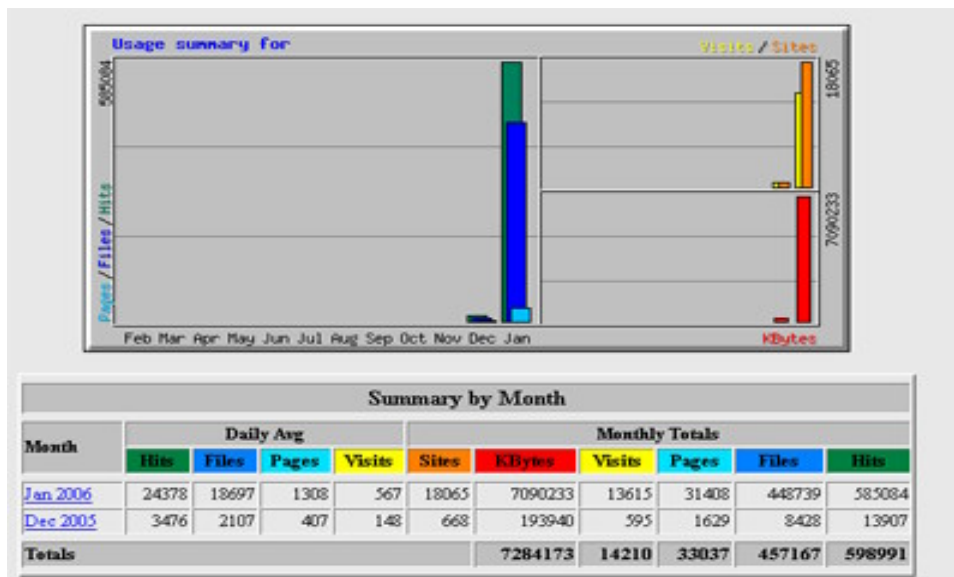 Usage summary for
Visits/Sites
585084
18065
Pages/Files/Hits
7090233
Feb Mar Apr May Jun Jul Aug Sep Oct Nov Dec Jan
KBytes
Summary by Month
Month Daily Avg Monthly Totals
Hits Files Pages Visits Sites KBytes Visits Pages Files Hits
Jan 2006 24378 18697 1308 567 18065 7090233 13615 31408 448739 585084
Dec 2005 3476 2107 407 148 668 193940 595 1629 8428 13907
Totals 7284173 14210 33037 457167 598991